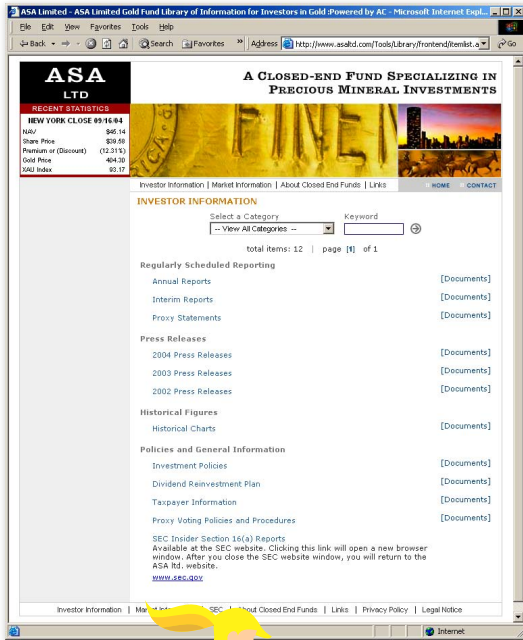 ASA Limited - ASA Limited Gold Fund Library of Information for Investors in Gold :Powered by AC - Microsoft Internet Expl...
File Edit View Favorites Tools Help
Back Search Favorites » Address http://www.asaltd.com/Tools/Library/frontend/itemlist.a Go
ASA
LTD
A CLOSED-END FUND SPECIALIZING IN
PRECIOUS MINERAL INVESTMENTS
RECENT STATISTICS
NEW YORK CLOSE 09/16/04
NAV $45.14
Share Price $39.58
Premium or (Discount) (12.31%)
Gold Price 404.30
XAU Index 93.17
FINE
Investor Information | Market Information | About Closed End Funds | Links HOME CONTACT
INVESTOR INFORMATION
Select a Category Keyword
-- View All Categories --
total items: 12 | page [1] of 1
Regularly Scheduled Reporting
Annual Reports [Documents]
Interim Reports [Documents]
Proxy Statements [Documents]
Press Releases
2004 Press Releases [Documents]
2003 Press Releases [Documents]
2002 Press Releases [Documents]
Historical Figures
Historical Charts [Documents]
Policies and General Information
Investment Policies [Documents]
Dividend Reinvestment Plan [Documents]
Taxpayer Information [Documents]
Proxy Voting Policies and Procedures [Documents]
SEC Insider Section 16(a) Reports
Available at the SEC website. Clicking this link will open a new browser
window. After you close the SEC website window, you will return to the
ASA ltd. website.
www.sec.gov
Investor Information | SEC | About Closed End Funds | Links | Privacy Policy | Legal Notice
Internet